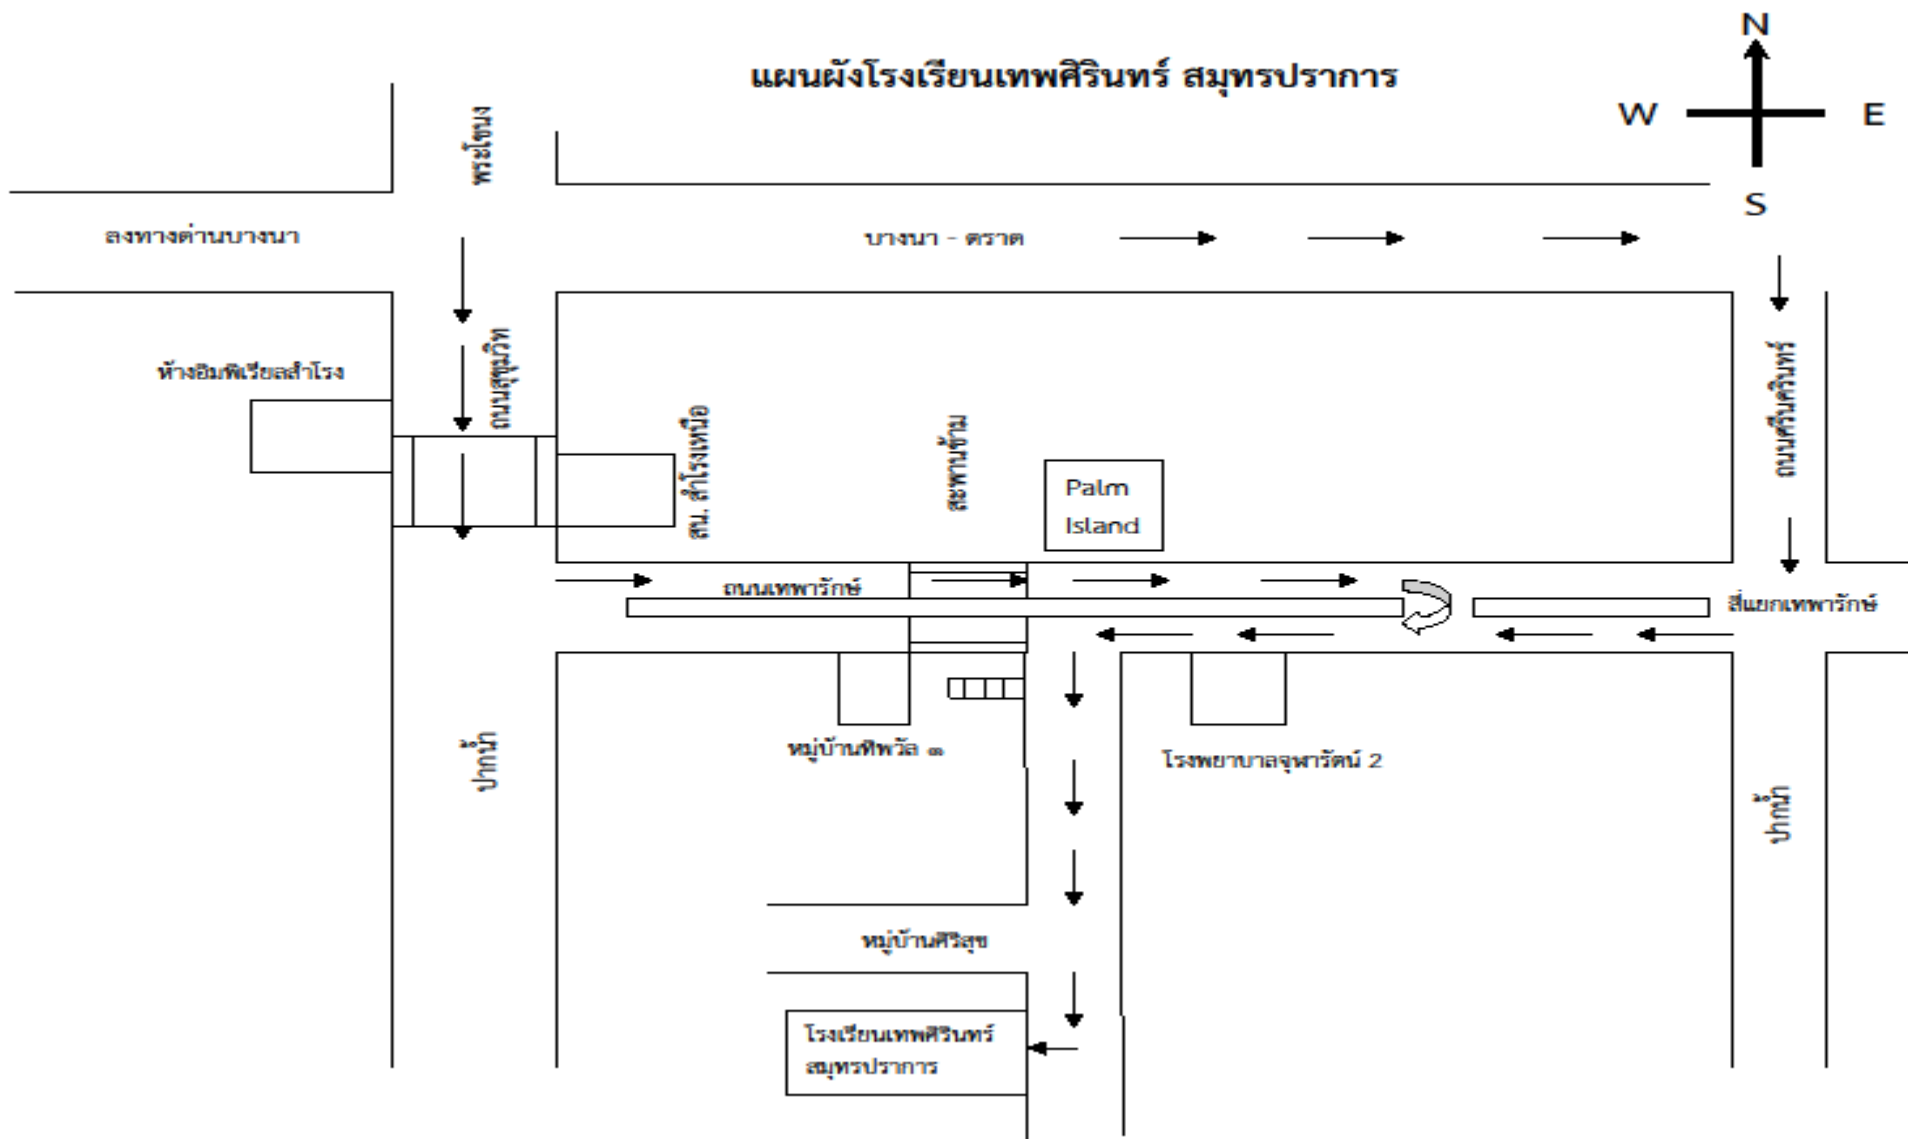 N
แผนผังโรงเรียนเทพศิรินทร์ สมุทรปราการ
W
E
S
พระโขนง
ลงทางด่านบางนา
บางนา - ตราด
ห้างอิมพิเรียลสำโรง
ถนนสุขุมวิท
สน. สำโรงเหนือ
สะพานข้าม
Palm
Island
ถนนศรีนครินทร์
ถนนเทพารักษ์
สี่แยกเทพารักษ์
ปากน้ำ
หมู่บ้านทิพวัล ๑
โรงพยาบาลจุฬารัตน์ 2
ปากน้ำ
หมู่บ้านศิริสุข
โรงเรียนเทพศิรินทร์
สมุทรปราการ